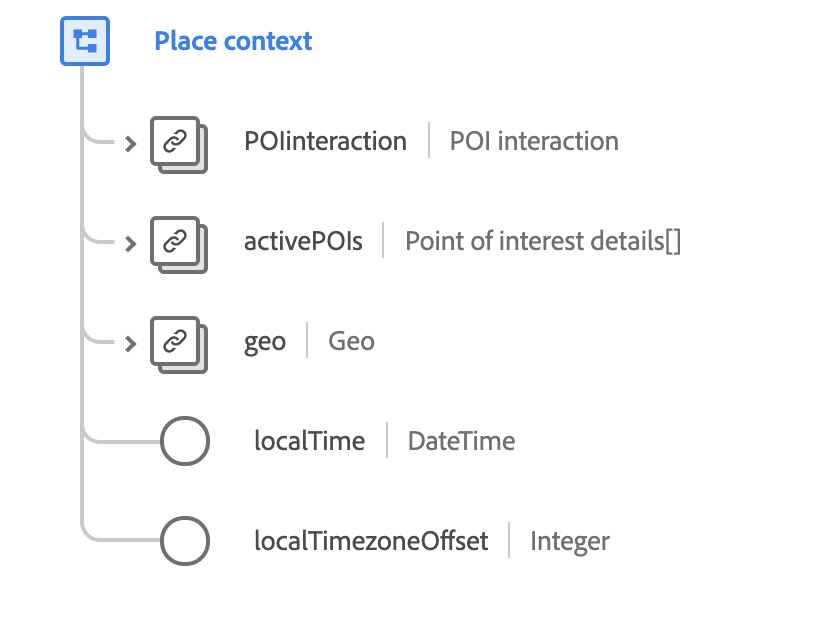 Place context
POIinteraction | POI interaction
activePOIs | Point of interest details[]
geo | Geo
localTime | DateTime
localTimezoneOffset | Integer